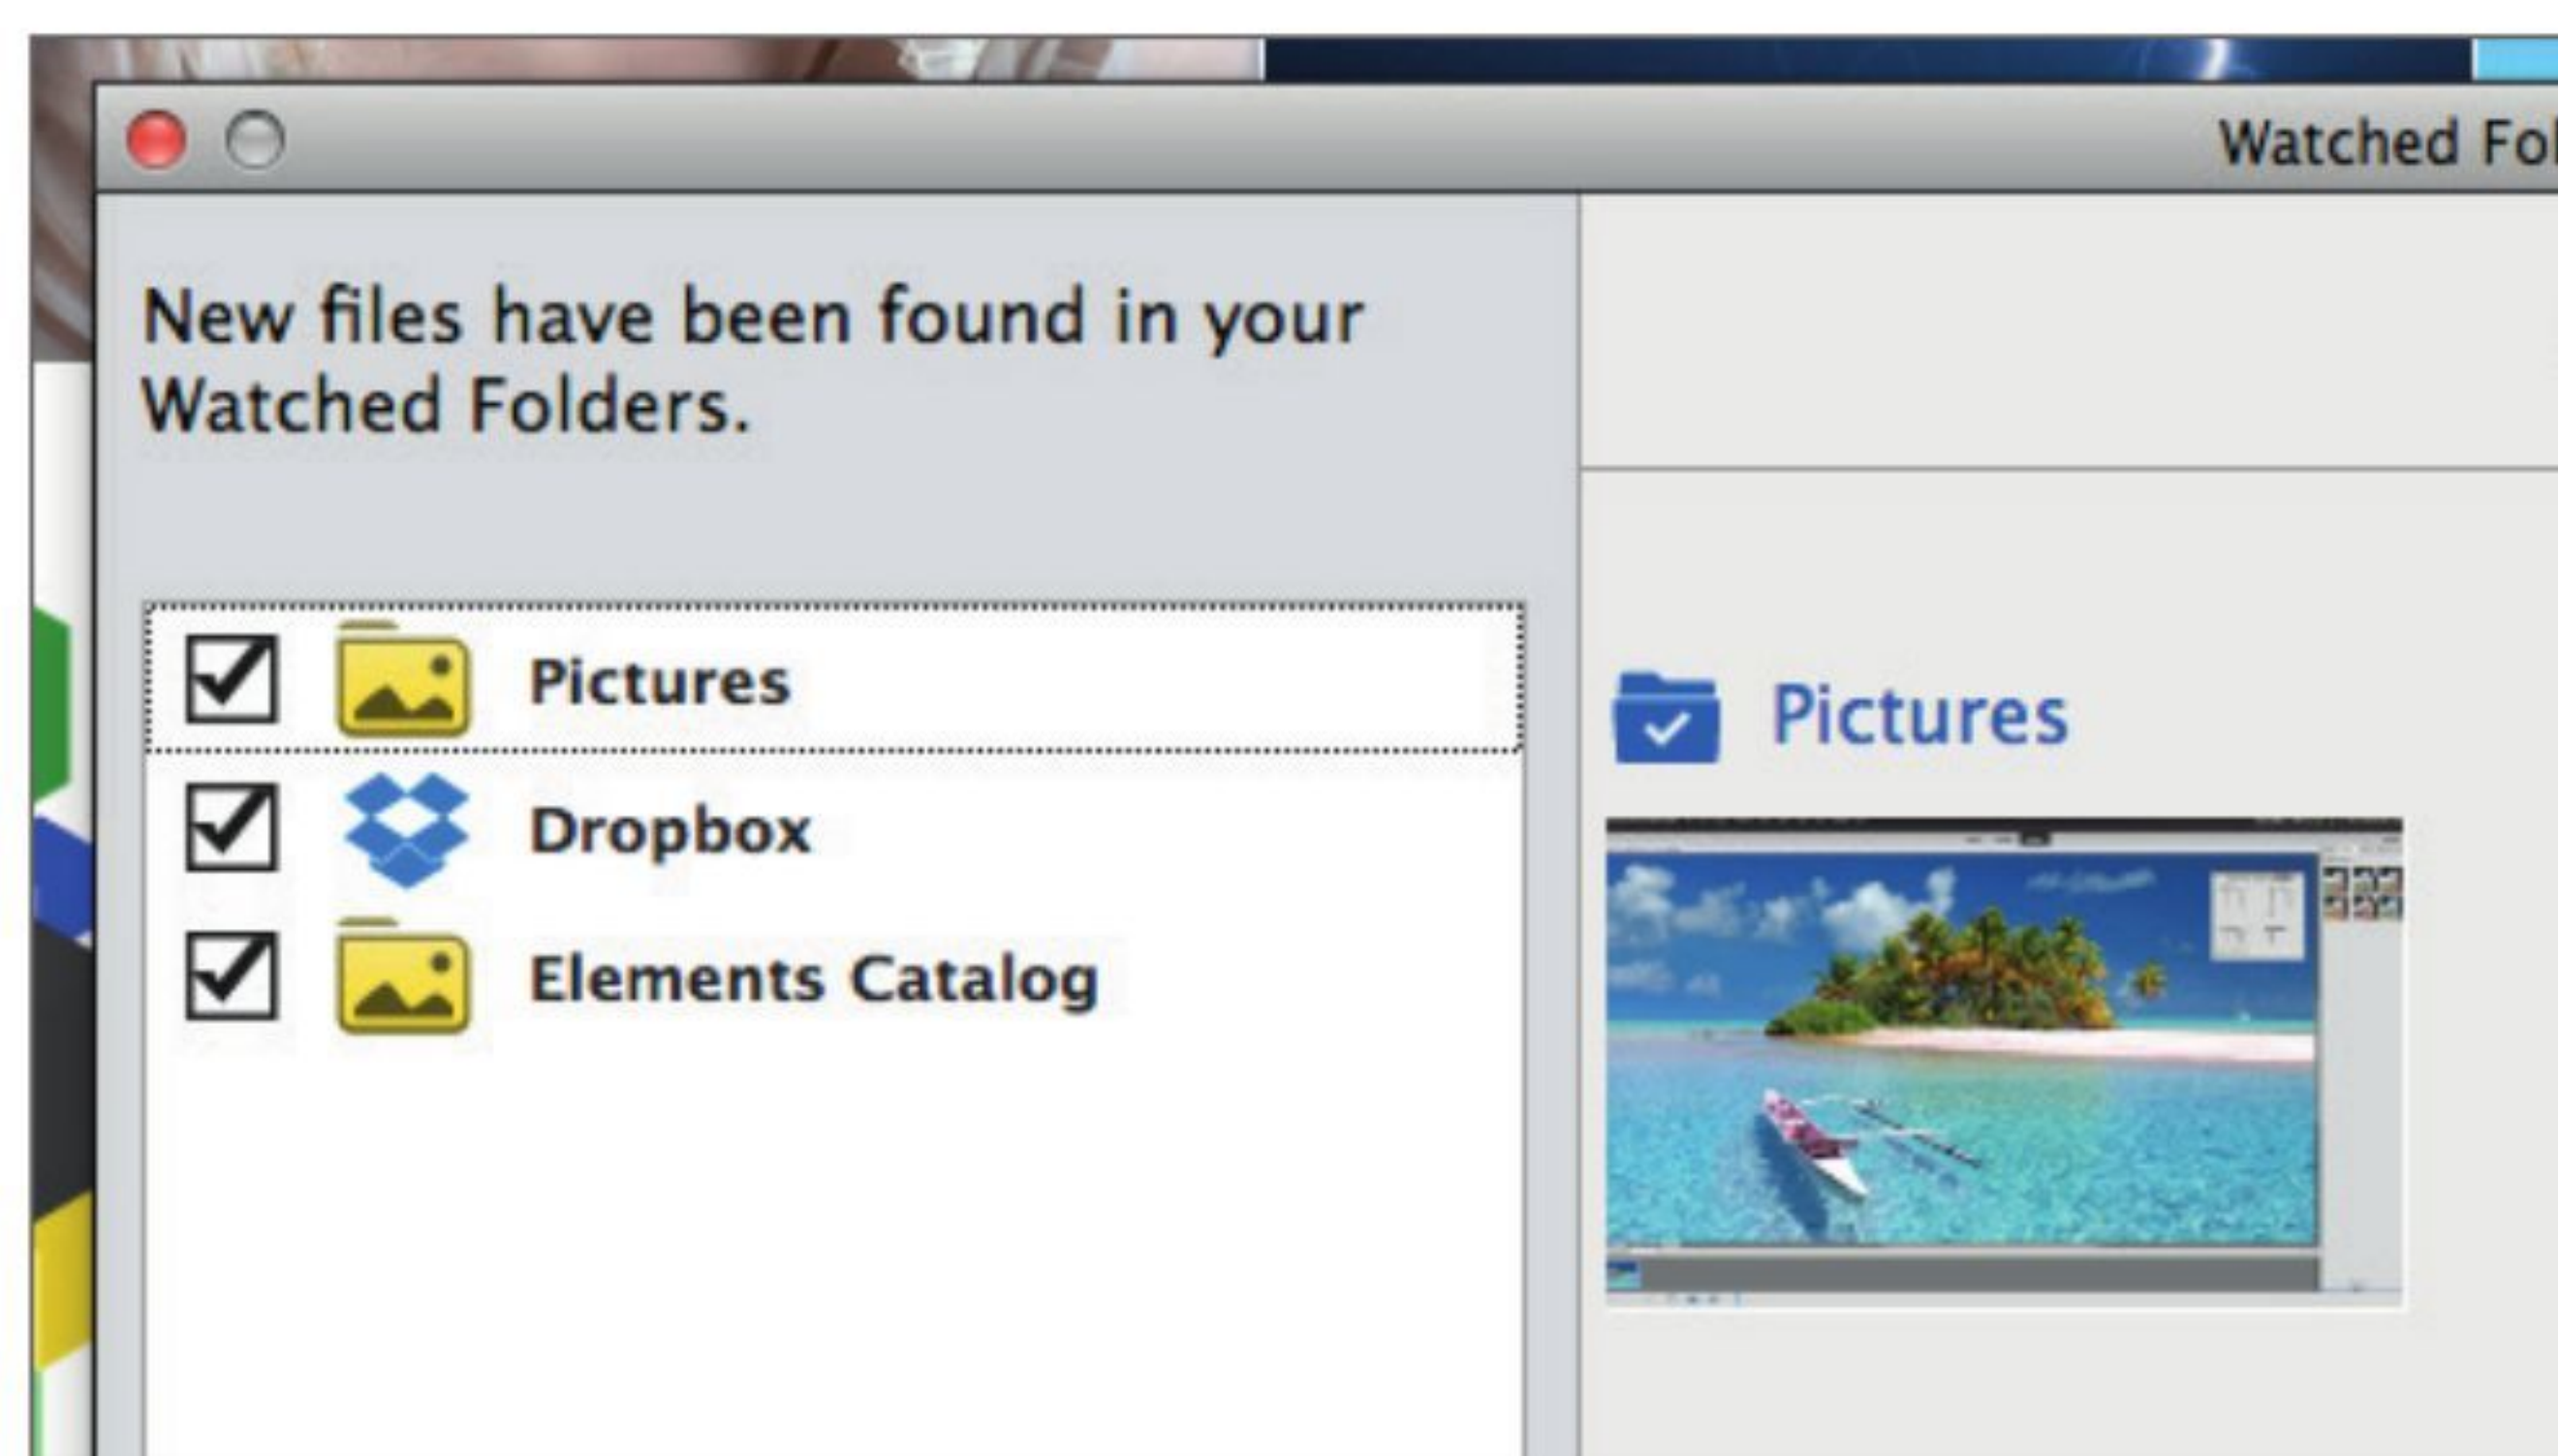 Watched Fol
New files have been found in your
Watched Folders.
Pictures
Dropbox
Elements Catalog
Pictures